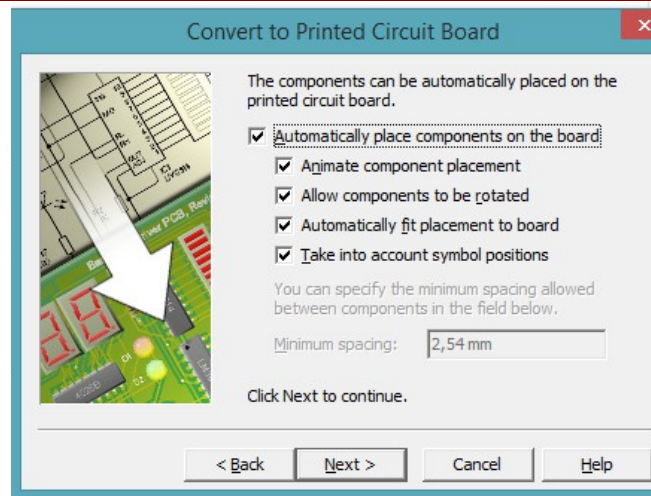 Convert to Printed Circuit Board
The components can be automatically placed on the
printed circuit board.
Automatically place components on the board
Animate component placement
Allow components to be rotated
Automatically fit placement to board
Take into account symbol positions
You can specify the minimum spacing allowed
between components in the field below.
Minimum spacing: 2,54 mm
Click Next to continue.
< Back Next > Cancel Help